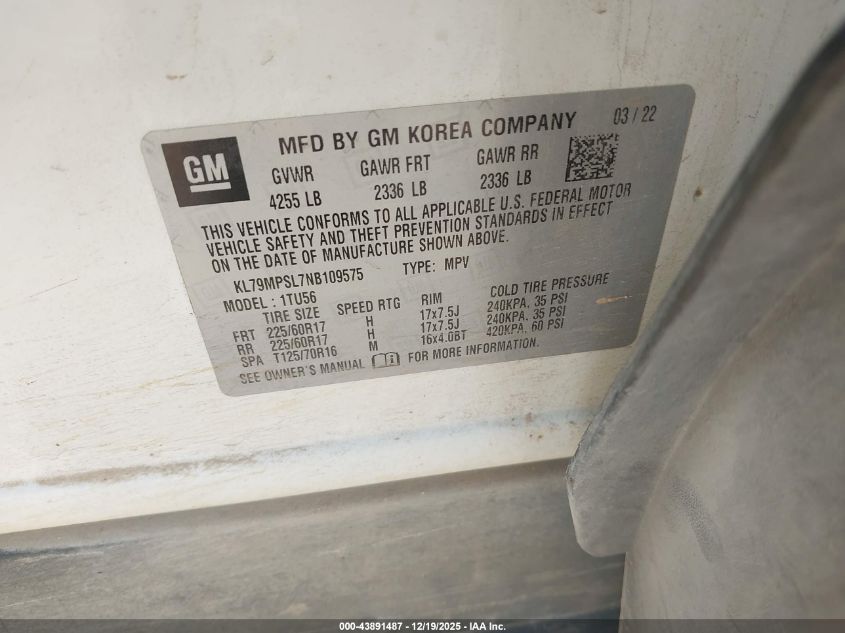 GM
MFD BY GM KOREA COMPANY 03 / 22
GVWR GAWR FRT GAWR RR
4255 LB 2336 LB 2336 LB
THIS VEHICLE CONFORMS TO ALL APPLICABLE U.S. FEDERAL MOTOR
VEHICLE SAFETY AND THEFT PREVENTION STANDARDS IN EFFECT
ON THE DATE OF MANUFACTURE SHOWN ABOVE.
KL79MPSL7NB109575 TYPE: MPV
MODEL: 1TU56
TIRE SIZE SPEED RTG RIM COLD TIRE PRESSURE
FRT 225/60R17 H 17x7.5J 240KPA, 35 PSI
RR 225/60R17 H 17x7.5J 240KPA, 35 PSI
SPA T125/70R16 M 16x4.0BT 420KPA, 60 PSI
SEE OWNER'S MANUAL FOR MORE INFORMATION.
000-43891487 - 12/19/2025 - IAA Inc.